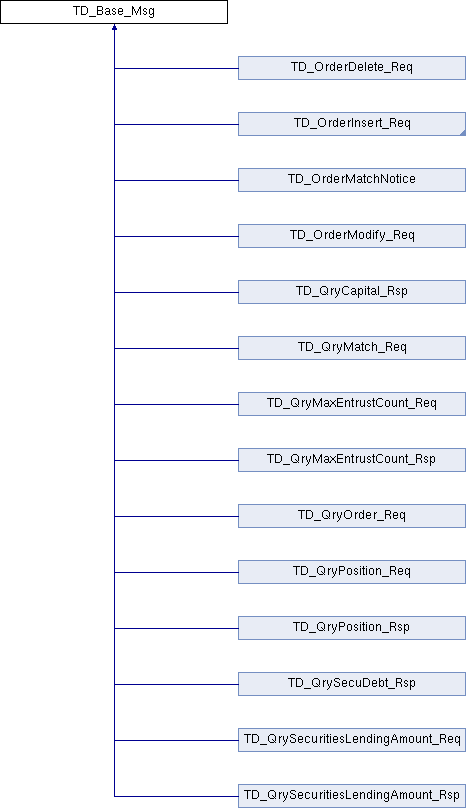 TD_Base_Msg
TD_OrderDelete_Req
TD_OrderInsert_Req
TD_OrderMatchNotice
TD_OrderModify_Req
TD_QryCapital_Rsp
TD_QryMatch_Req
TD_QryMaxEntrustCount_Req
TD_QryMaxEntrustCount_Rsp
TD_QryOrder_Req
TD_QryPosition_Req
TD_QryPosition_Rsp
TD_QrySecuDebt_Rsp
TD_QrySecuritiesLendingAmount_Req
TD_QrySecuritiesLendingAmount_Rsp